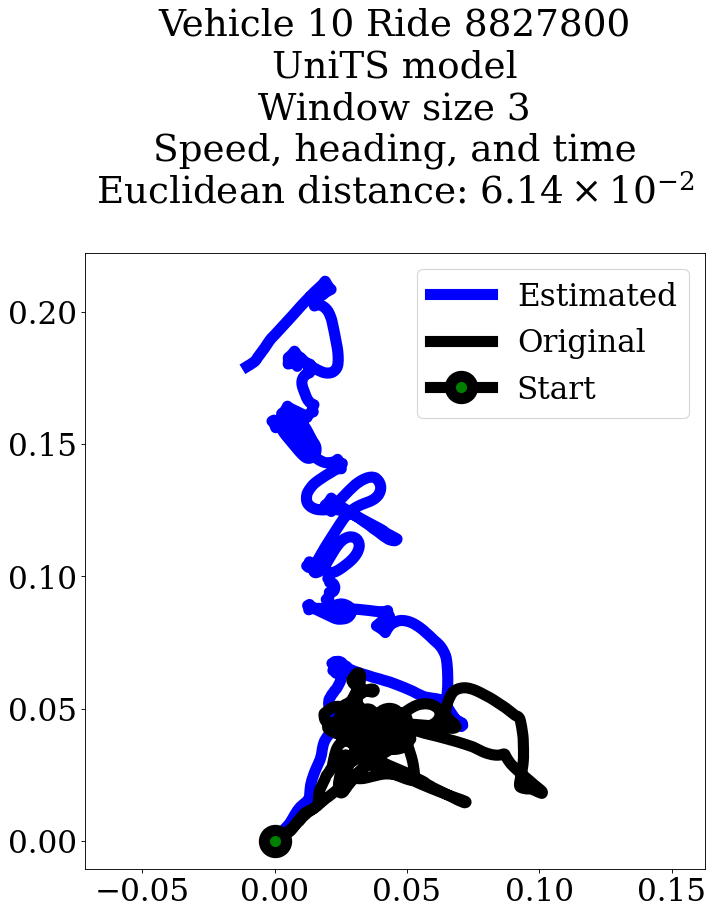 Vehicle 10 Ride 8827800
UniTS model
Window size 3
Speed, heading, and time
Euclidean distance: 6.14 × 10⁻²
Estimated
Original
Start
0.20
0.15
0.10
0.05
0.00
−0.05 0.00 0.05 0.10 0.15